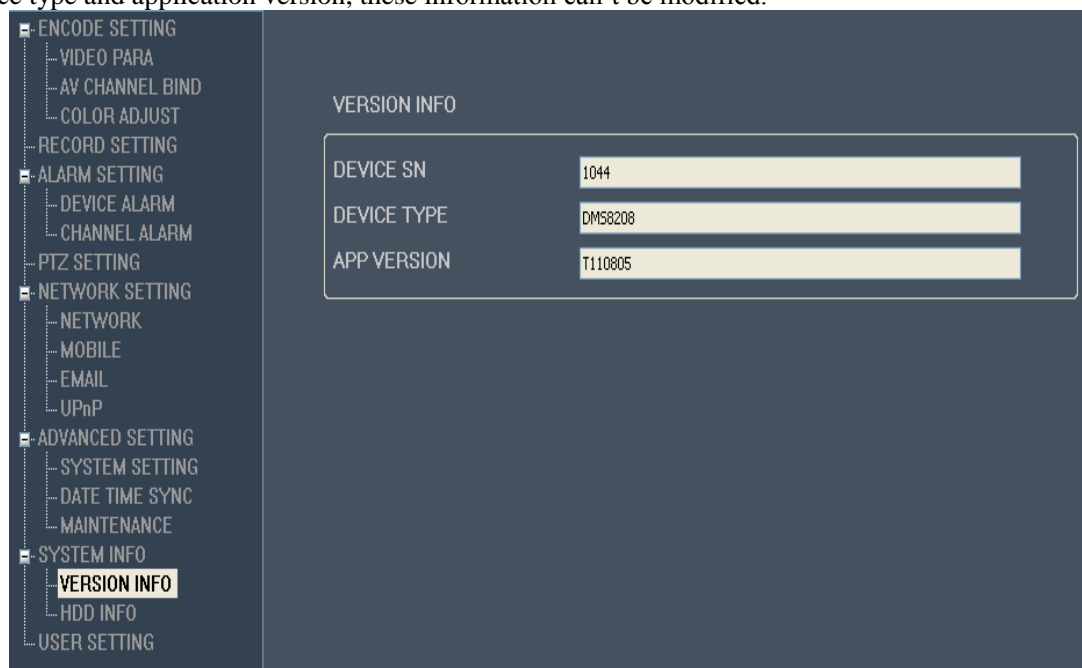 type and application version, these information can't be modified.
ENCODE SETTING
VIDEO PARA
AV CHANNEL BIND
COLOR ADJUST
RECORD SETTING
ALARM SETTING
DEVICE ALARM
CHANNEL ALARM
PTZ SETTING
NETWORK SETTING
NETWORK
MOBILE
EMAIL
UPnP
ADVANCED SETTING
SYSTEM SETTING
DATE TIME SYNC
MAINTENANCE
SYSTEM INFO
VERSION INFO
HDD INFO
USER SETTING
VERSION INFO
DEVICE SN 1044
DEVICE TYPE DMS8208
APP VERSION T110805